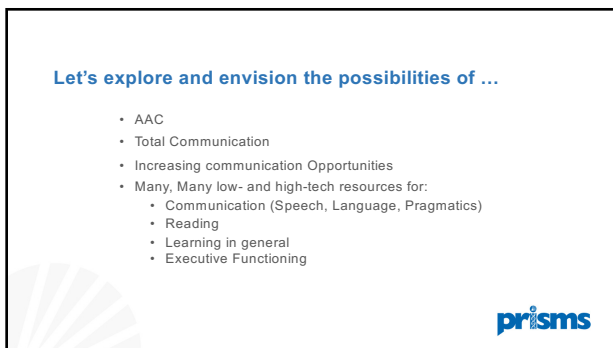 Let's explore and envision the possibilities of …
• AAC
• Total Communication
• Increasing communication Opportunities
• Many, Many low- and high-tech resources for:
• Communication (Speech, Language, Pragmatics)
• Reading
• Learning in general
• Executive Functioning
prisms